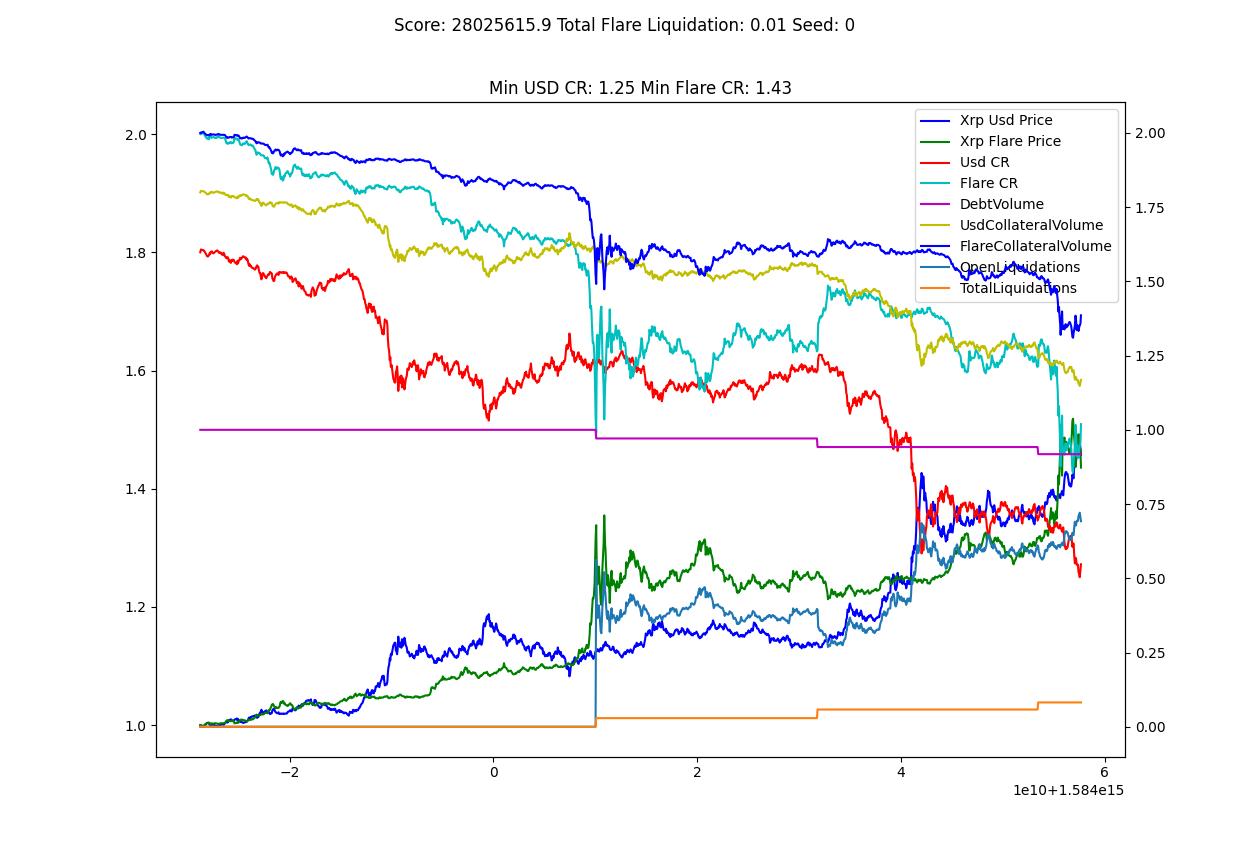 Score: 28025615.9 Total Flare Liquidation: 0.01 Seed: 0
Min USD CR: 1.25 Min Flare CR: 1.43
Xrp Usd Price
Xrp Flare Price
Usd CR
Flare CR
DebtVolume
UsdCollateralVolume
FlareCollateralVolume
OpenLiquidations
TotalLiquidations
2.0
1.8
1.6
1.4
1.2
1.0
2.00
1.75
1.50
1.25
1.00
0.75
0.50
0.25
0.00
−2
0
2
4
6
1e10+1.584e15